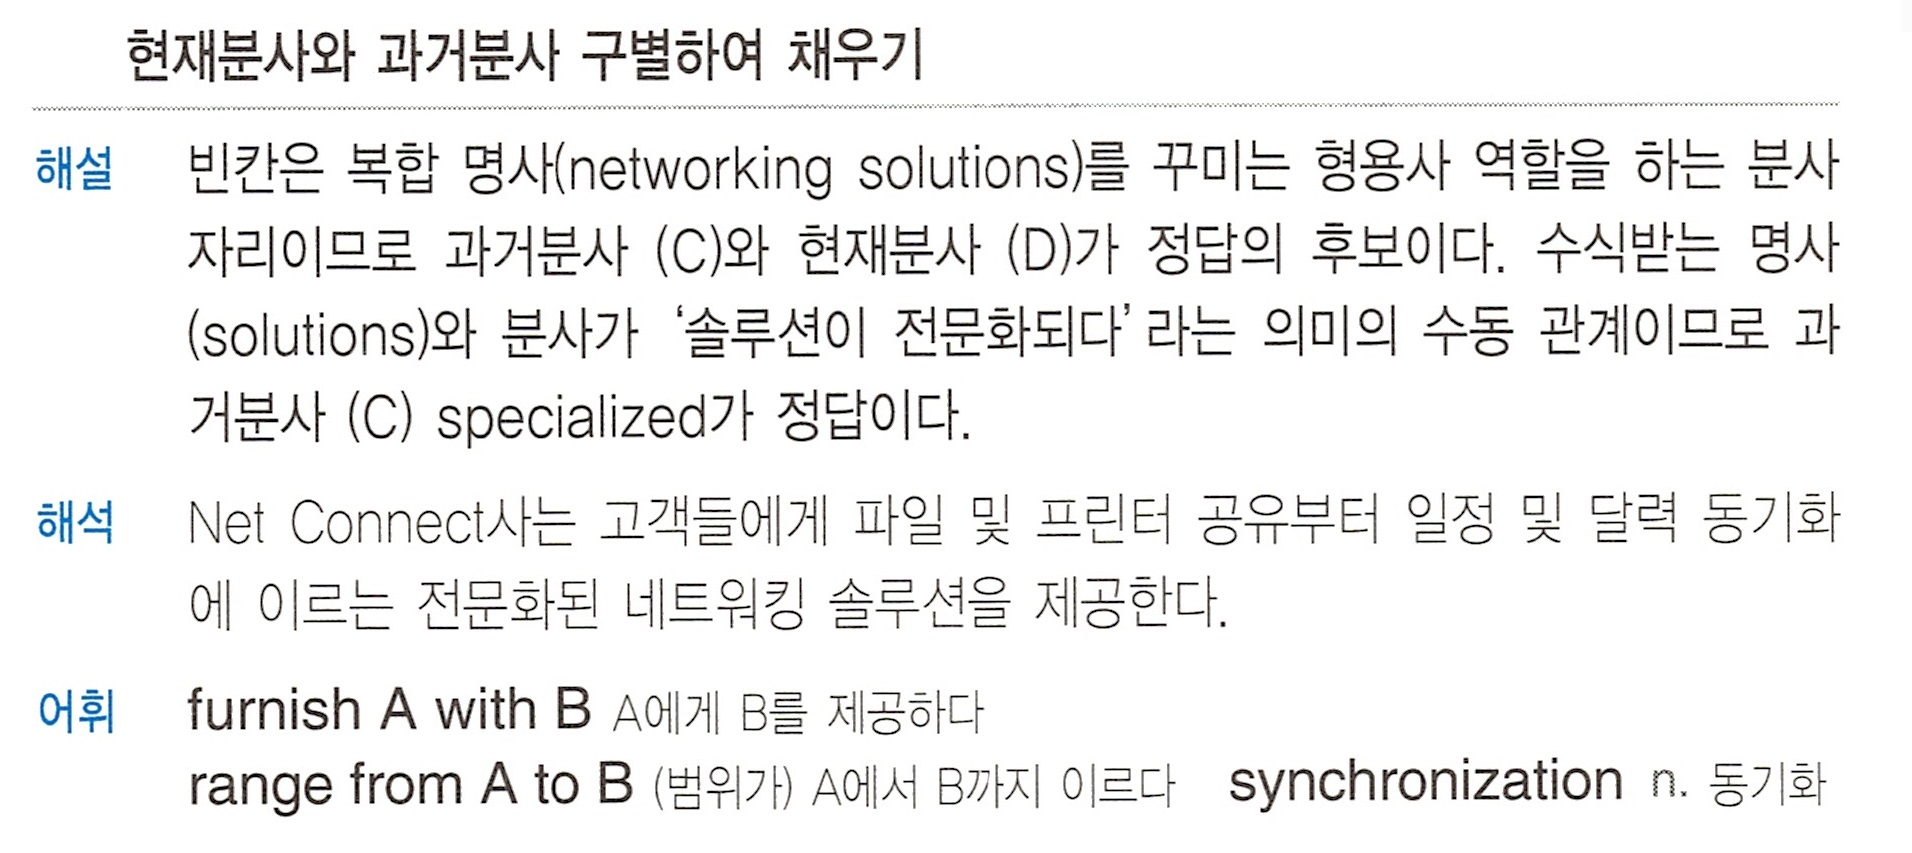 현재분사와 과거분사 구별하여 채우기
해설 빈칸은 복합 명사(networking solutions)를 꾸미는 형용사 역할을 하는 분사
자리이므로 과거분사 (C)와 현재분사 (D)가 정답의 후보이다. 수식받는 명사
(solutions)와 분사가 ‘솔루션이 전문화되다’라는 의미의 수동 관계이므로 과
거분사 (C) specialized가 정답이다.
해석 Net Connect사는 고객들에게 파일 및 프린터 공유부터 일정 및 달력 동기화
에 이르는 전문화된 네트워킹 솔루션을 제공한다.
어휘 furnish A with B A에게 B를 제공하다
range from A to B (범위가) A에서 B까지 이르다 synchronization n. 동기화